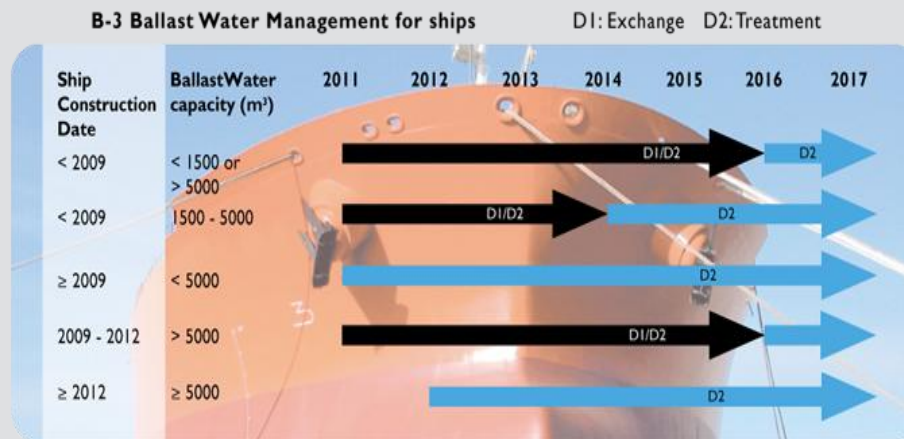 B-3 Ballast Water Management for ships D1: Exchange D2: Treatment
Ship Construction Date BallastWater capacity (m³) 2011 2012 2013 2014 2015 2016 2017
< 2009 < 1500 or > 5000 D1/D2 D2
< 2009 1500 - 5000 D1/D2 D2
≥ 2009 < 5000 D2
3
2009 - 2012 > 5000 D1/D2
≥ 2012 ≥ 5000 D2